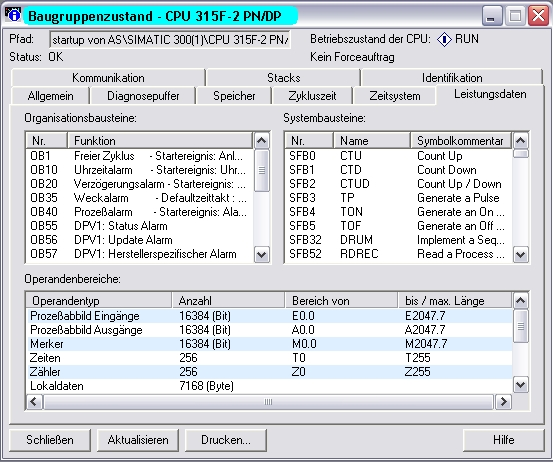 Baugruppenzustand - CPU 315F-2 PN/DP
Pfad: startup von AS\SIMATIC 300(1)\CPU 315F-2 PN/ Betriebszustand der CPU: RUN
Status: OK Kein Forceauftrag
Kommunikation Stacks Identifikation
Allgemein Diagnosepuffer Speicher Zykluszeit Zeitsystem Leistungsdaten
Organisationsbausteine: Systembausteine:
Nr. Funktion Nr. Name Symbolkommentar
OB1 Freier Zyklus - Startereignis: Anl... SFB0 CTU Count Up
OB10 Uhrzeitalarm - Startereignis: Uhr... SFB1 CTD Count Down
OB20 Verzögerungsalarm - Startereignis: ... SFB2 CTUD Count Up / Down
OB35 Weckalarm - Defaultzeittakt : ... SFB3 TP Generate a Pulse
OB40 Prozeßalarm - Startereignis: Ala... SFB4 TON Generate an On ...
OB55 DPV1: Status Alarm SFB5 TOF Generate an Off ...
OB56 DPV1: Update Alarm SFB32 DRUM Implement a Seq...
OB57 DPV1: Herstellerspezifischer Alarm SFB52 RDREC Read a Process ...
Operandenbereiche:
Operandentyp Anzahl Bereich von bis / max. Länge
Prozeßabbild Eingänge 16384 (Bit) E0.0 E2047.7
Prozeßabbild Ausgänge 16384 (Bit) A0.0 A2047.7
Merker 16384 (Bit) M0.0 M2047.7
Zeiten 256 T0 T255
Zähler 256 Z0 Z255
Lokaldaten 7168 (Byte)
Schließen Aktualisieren Drucken... Hilfe